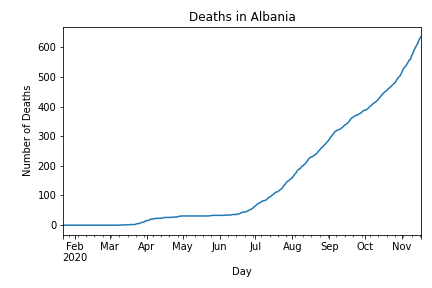 Deaths in Albania
Number of Deaths
600
500
400
300
200
100
0
Feb Mar Apr May Jun Jul Aug Sep Oct Nov
2020
Day